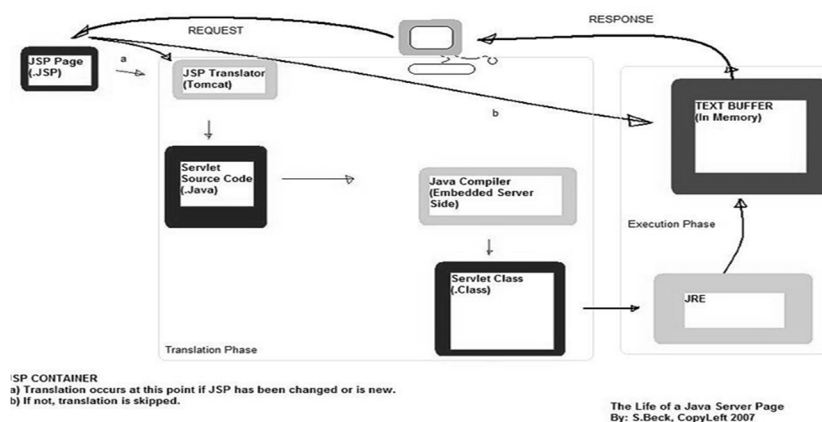 REQUEST
RESPONSE
JSP Page
(.JSP)
a
JSP Translator
(Tomcat)
b
TEXT BUFFER
(In Memory)
Servlet
Source Code
(.Java)
Java Compiler
(Embedded Server
Side)
Execution Phase
Servlet Class
(.Class)
JRE
Translation Phase
JSP CONTAINER
a) Translation occurs at this point if JSP has been changed or is new.
b) If not, translation is skipped.
The Life of a Java Server Page
By: S.Beck, CopyLeft 2007